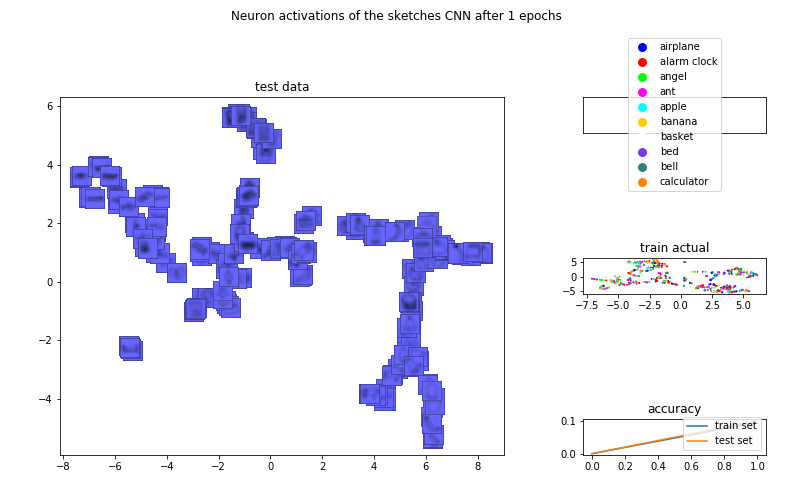 Neuron activations of the sketches CNN after 1 epochs
test data
6
4
2
0
−2
−4
−8
−6
−4
−2
0
2
4
6
8
airplane
alarm clock
angel
ant
apple
banana
basket
bed
bell
calculator
train actual
5
0
−5
−7.5
−5.0
−2.5
0.0
2.5
5.0
accuracy
0.1
0.0
train set
test set
0.0
0.2
0.4
0.6
0.8
1.0